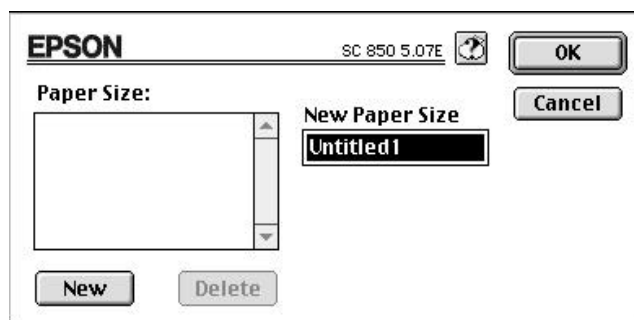 EPSON
SC 850 5.07E
OK
Cancel
Paper Size:
New Paper Size
Untitled1
New
Delete